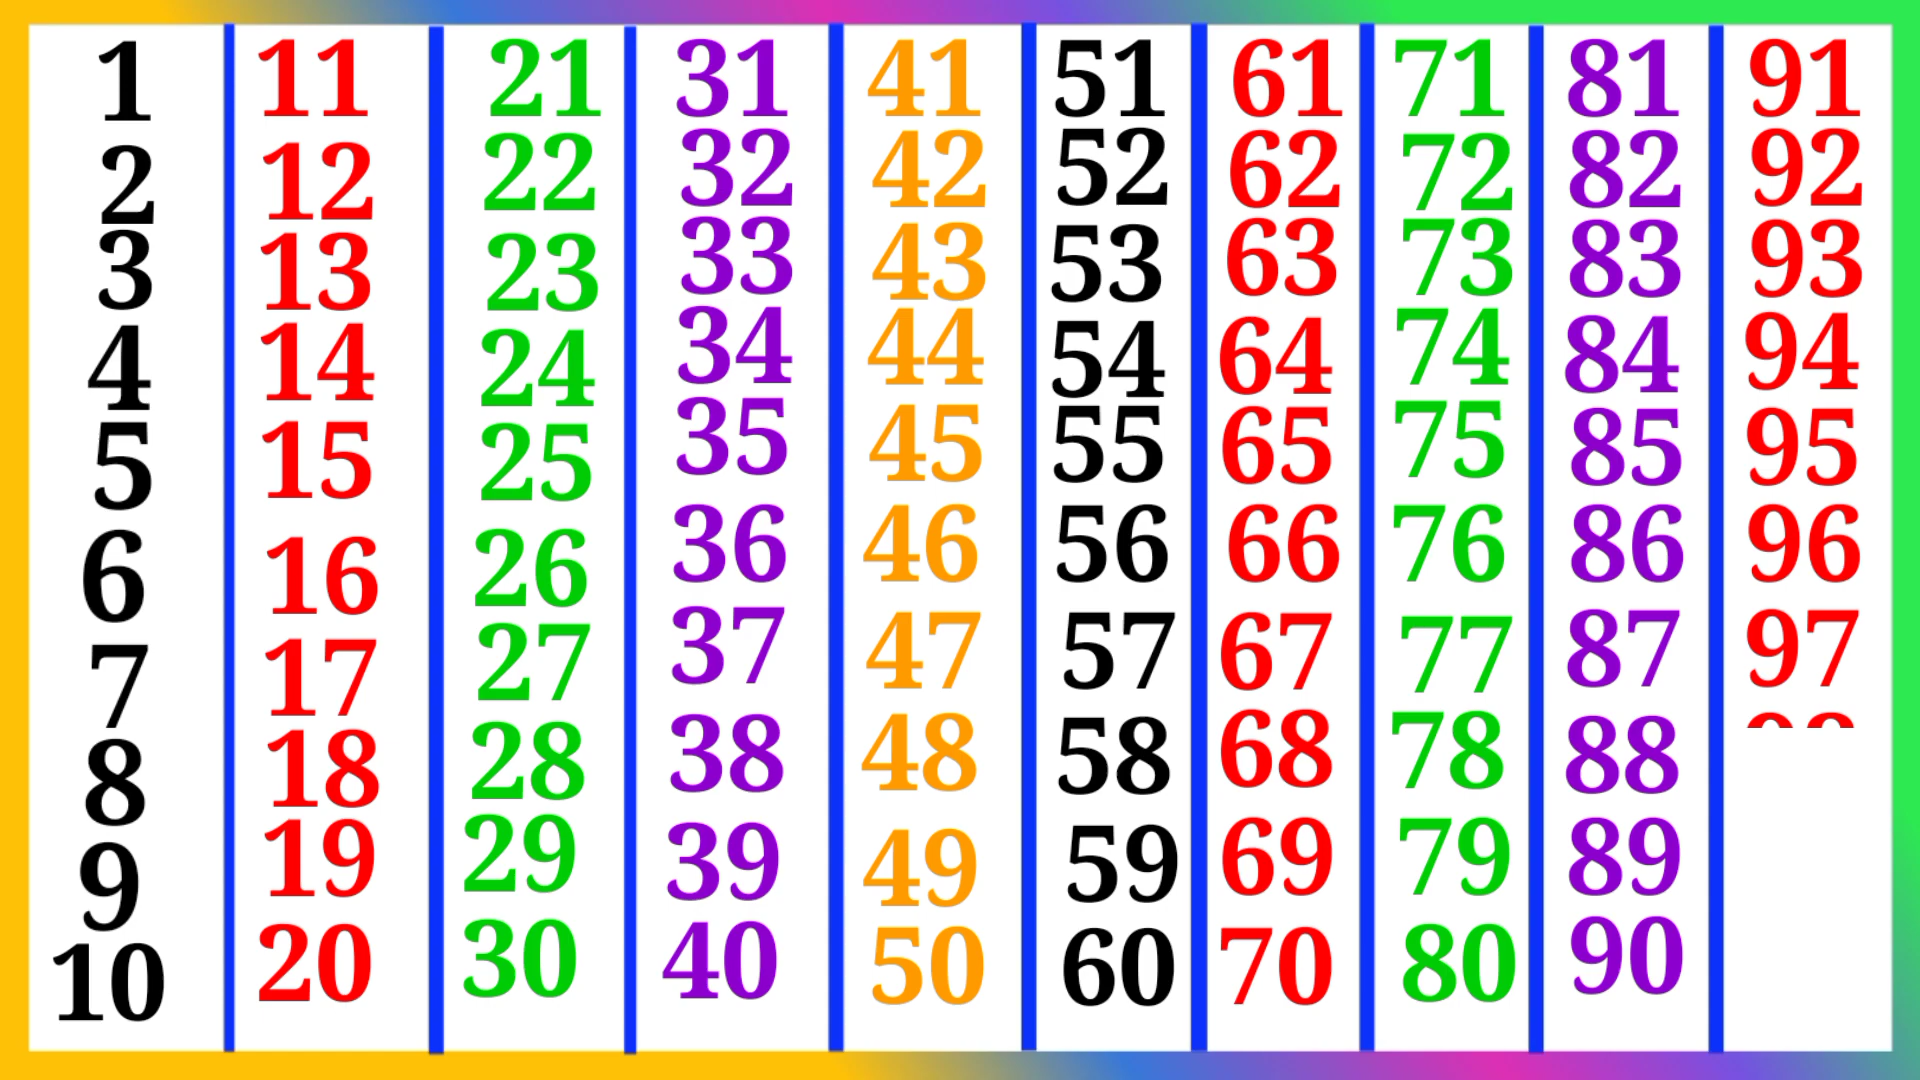 1 11 21 31 41 51 61 71 81 91
2 12 22 32 42 52 62 72 82 92
3 13 23 33 43 53 63 73 83 93
4 14 24 34 44 54 64 74 84 94
5 15 25 35 45 55 65 75 85 95
6 16 26 36 46 56 66 76 86 96
7 17 27 37 47 57 67 77 87 97
8 18 28 38 48 58 68 78 88
9 19 29 39 49 59 69 79 89
10 20 30 40 50 60 70 80 90